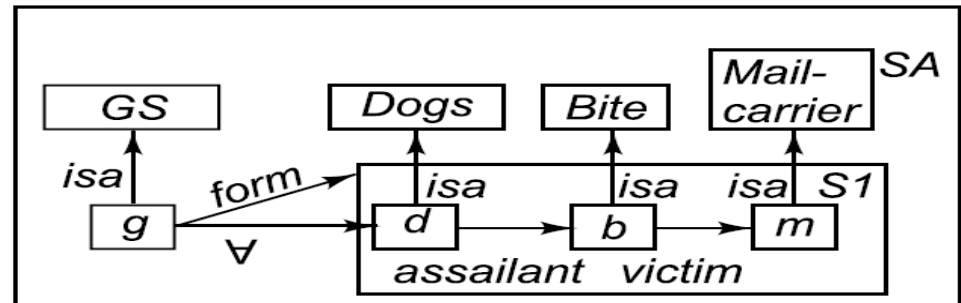 Mail- SA
GS Dogs Bite carrier
isa form isa isa isa S1
g d b m
∀
assailant victim